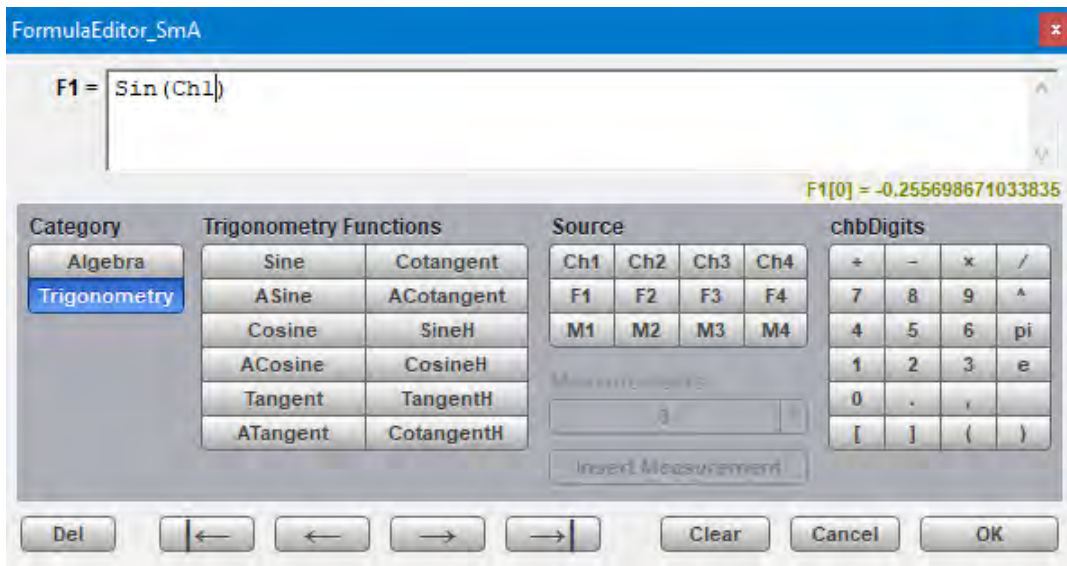 FormulaEditor_SmA x
F1 = Sin(Ch1)
F1[0] = -0.255698671033835
Category Trigonometry Functions Source chbDigits
Algebra Sine Cotangent Ch1 Ch2 Ch3 Ch4 + - x /
Trigonometry ASine ACotangent F1 F2 F3 F4 7 8 9 ^
Cosine SineH M1 M2 M3 M4 4 5 6 pi
ACosine CosineH 1 2 3 e
Measurements
Tangent TangentH 0 . ,
ATangent CotangentH [ ] ( )
Insert Measurement
Del |← ← → →| Clear Cancel OK